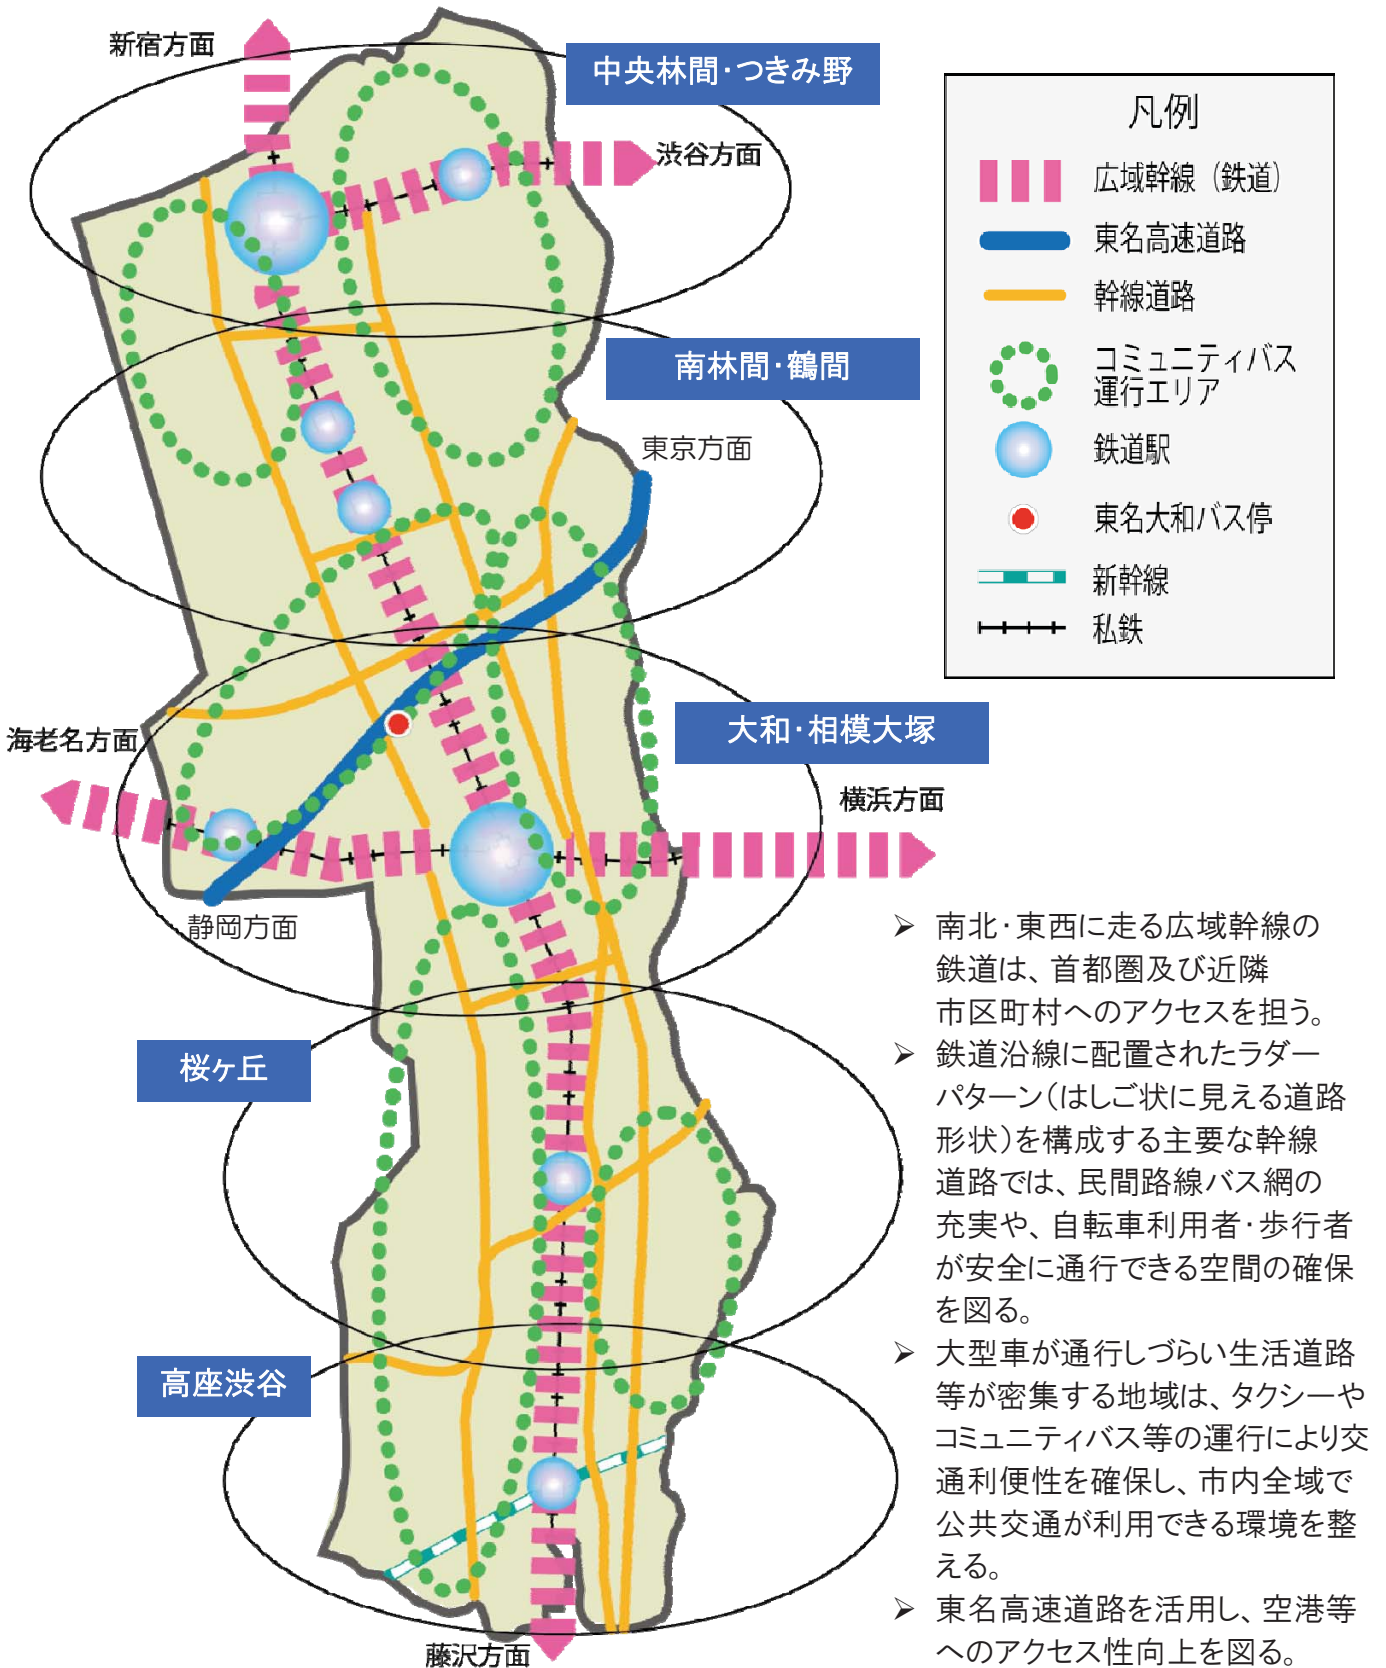 新宿方面
中央林間・つきみ野
渋谷方面
凡例
広域幹線（鉄道）
東名高速道路
幹線道路
コミュニティバス
運行エリア
鉄道駅
東名大和バス停
新幹線
私鉄
南林間・鶴間
東京方面
海老名方面
大和・相模大塚
横浜方面
静岡方面
桜ヶ丘
高座渋谷
藤沢方面
➢ 南北・東西に走る広域幹線の
鉄道は、首都圏及び近隣
市区町村へのアクセスを担う。
➢ 鉄道沿線に配置されたラダー
パターン（はしご状に見える道路
形状）を構成する主要な幹線
道路では、民間路線バス網の
充実や、自転車利用者・歩行者
が安全に通行できる空間の確保
を図る。
➢ 大型車が通行しづらい生活道路
等が密集する地域は、タクシーや
コミュニティバス等の運行により交
通利便性を確保し、市内全域で
公共交通が利用できる環境を整
える。
➢ 東名高速道路を活用し、空港等
へのアクセス性向上を図る。